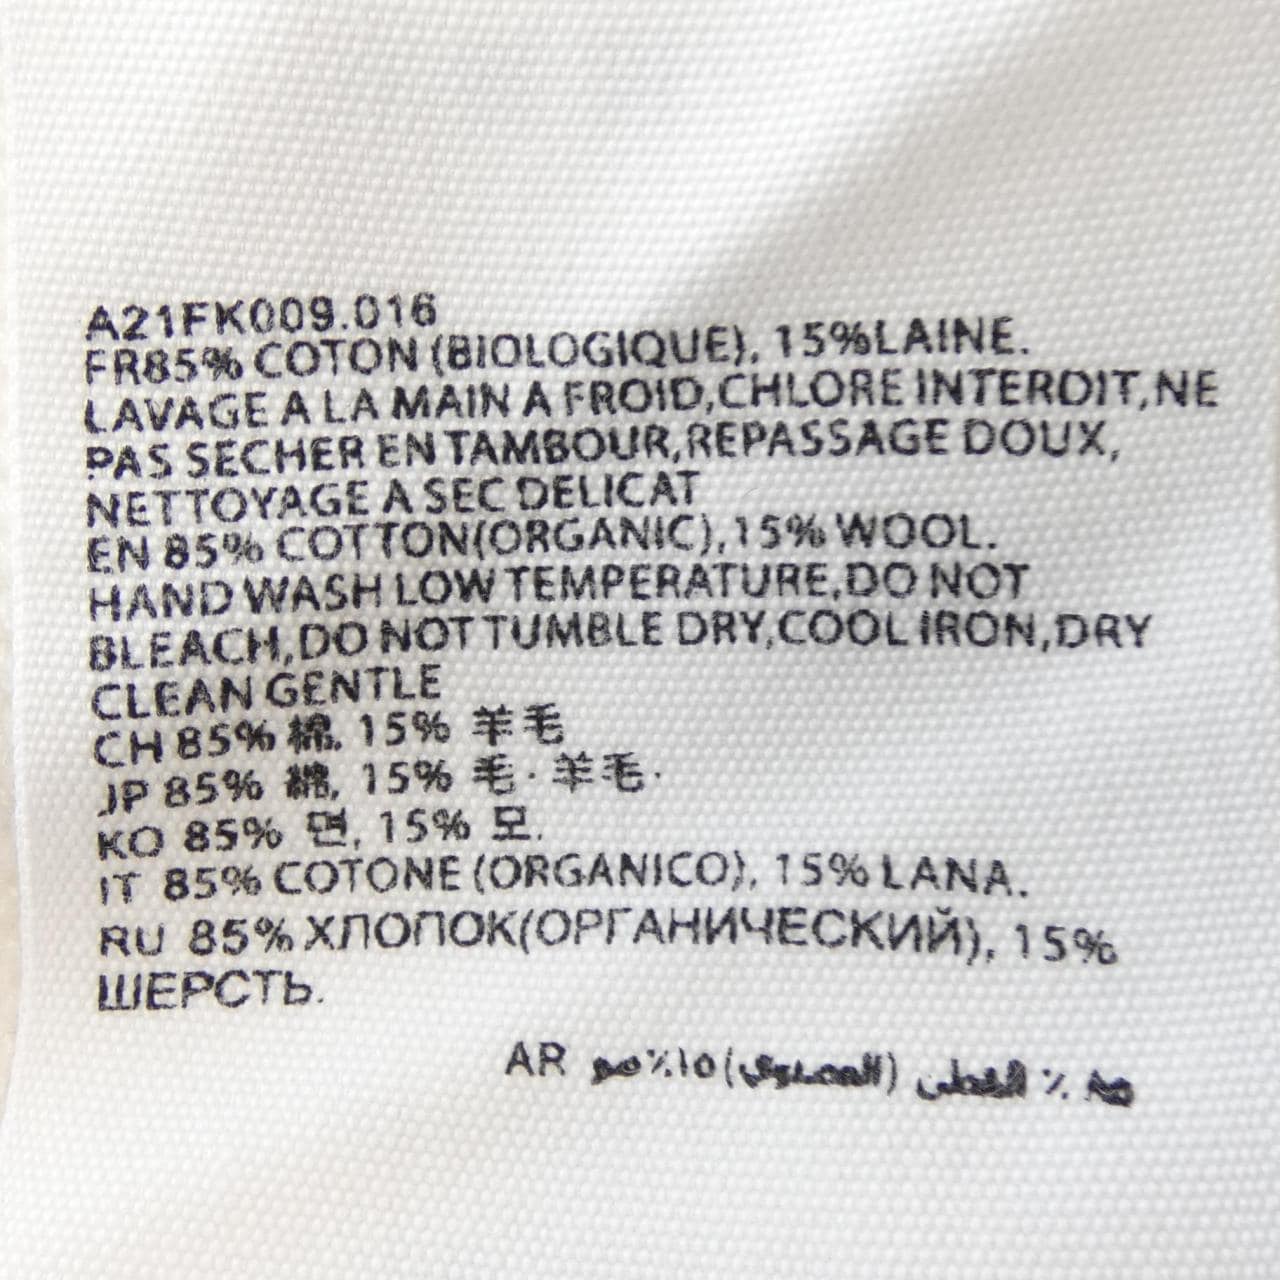 A21FK009.016
FR85% COTON (BIOLOGIQUE), 15%LAINE.
LAVAGE A LA MAIN A FROID,CHLORE INTERDIT,NE
PAS SECHER EN TAMBOUR,REPASSAGE DOUX,
NETTOYAGE A SEC DELICAT
EN 85% COTTON(ORGANIC),15% WOOL.
HAND WASH LOW TEMPERATURE,DO NOT
BLEACH,DO NOT TUMBLE DRY,COOL IRON,DRY
CLEAN GENTLE
CH 85% 棉, 15% 羊毛
JP 85% 綿, 15% 毛·羊毛.
KO 85% 면, 15% 모.
IT 85% COTONE (ORGANICO), 15% LANA.
RU 85% ХЛОПОК(ОРГАНИЧЕСКИЙ), 15%
ШЕРСТЬ.
AR